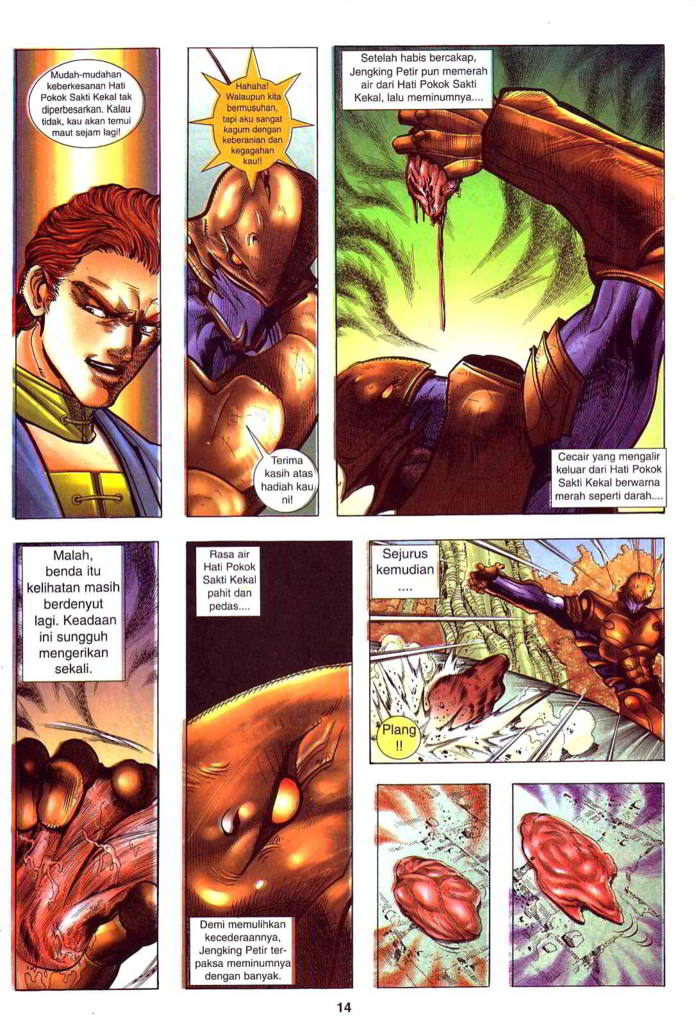 Mudah-mudahan
keberkesanan Hati
Pokok Sakti Kekal tak
diperbesarkan. Kalau
tidak, kau akan temui
maut sejam lagi!
Hahaha!
Walaupun kita
bermusuhan,
tapi aku sangat
kagum dengan
keberanian dan
kegagahan
kau!!
Terima
kasih atas
hadiah kau
ni!
Setelah habis bercakap,
Jengking Petir pun memerah
air dari Hati Pokok Sakti
Kekal, lalu meminumnya....
Cecair yang mengalir
keluar dari Hati Pokok
Sakti Kekal berwarna
merah seperti darah....
Malah,
benda itu
kelihatan masih
berdenyut
lagi. Keadaan
ini sungguh
mengerikan
sekali.
Rasa air
Hati Pokok
Sakti Kekal
pahit dan
pedas....
Demi memulihkan
kecederaannya,
Jengking Petir ter-
paksa meminumnya
dengan banyak.
Sejurus
kemudian
....
Plang
!!
14